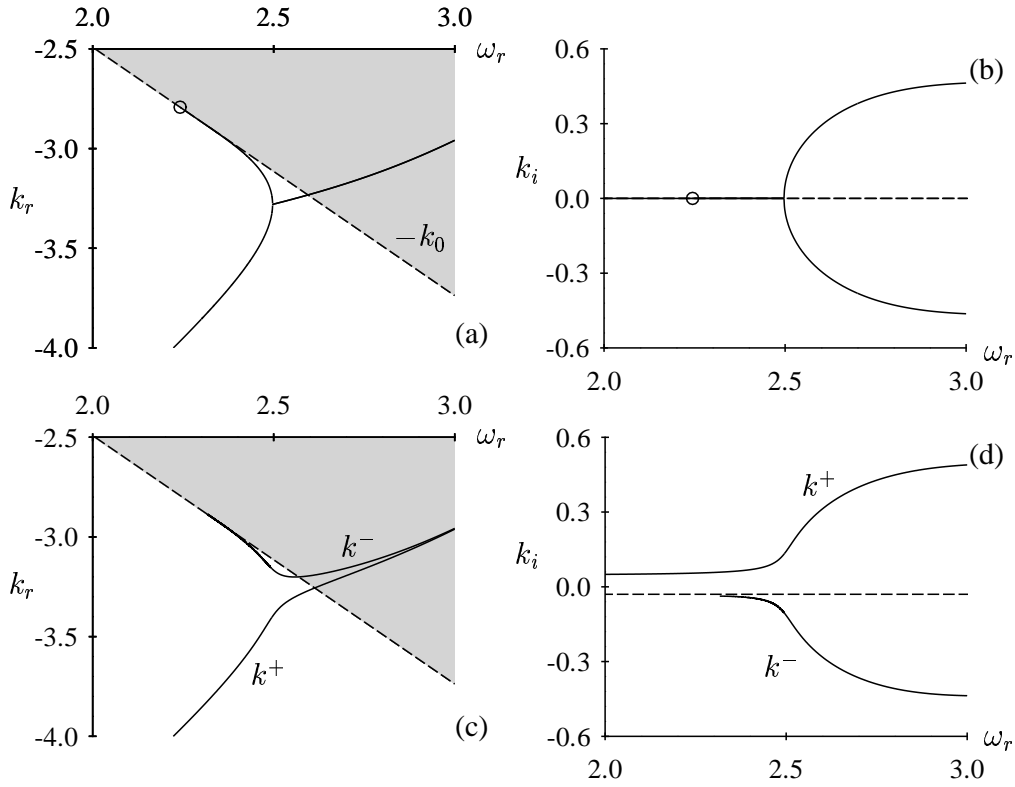 2.0 2.5 3.0
ω_r
-2.5
-3.0
k_r
-3.5
-4.0
−k_0
(a)
0.6
(b)
0.3
k_i
0.0
-0.3
-0.6
ω_r
2.0 2.5 3.0
2.0 2.5 3.0
ω_r
-2.5
-3.0
k_r
-3.5
-4.0
k^−
k^+
(c)
0.6
(d)
k^+
0.3
k_i
0.0
-0.3
k^−
-0.6
ω_r
2.0 2.5 3.0